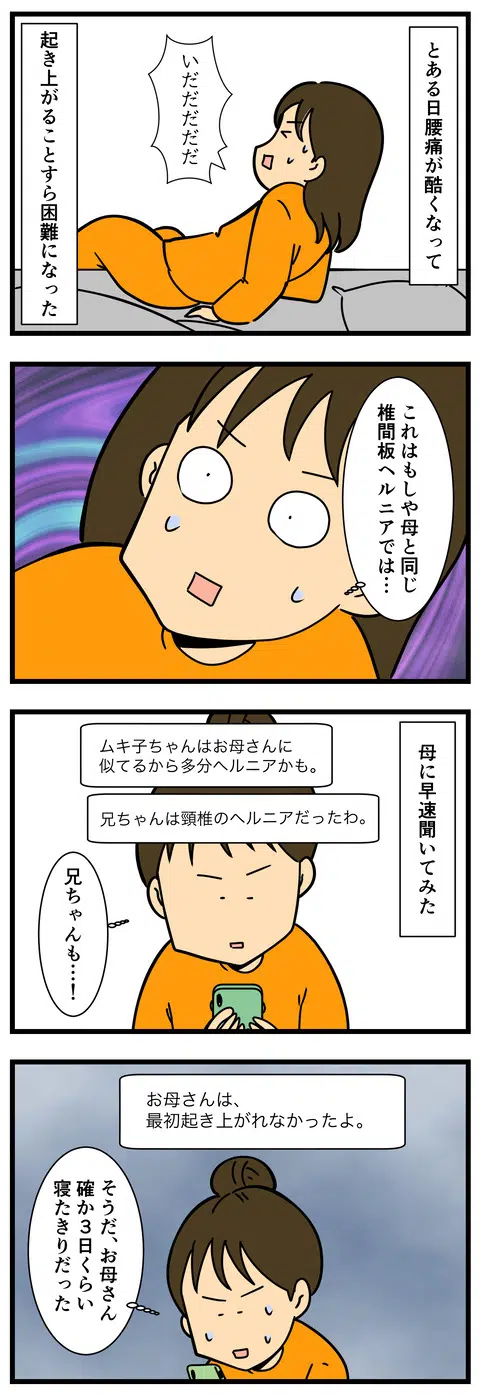 とある日腰痛が酷くなって
いだだだだだ
起き上がることすら困難になった
これはもしや母と同じ
椎間板ヘルニアでは…
母に早速聞いてみた
ムキ子ちゃんはお母さんに
似てるから多分ヘルニアかも。
兄ちゃんは頸椎のヘルニアだったわ。
兄ちゃんも…!
お母さんは、
最初起き上がれなかったよ。
そうだ、お母さん
確か３日くらい
寝たきりだった